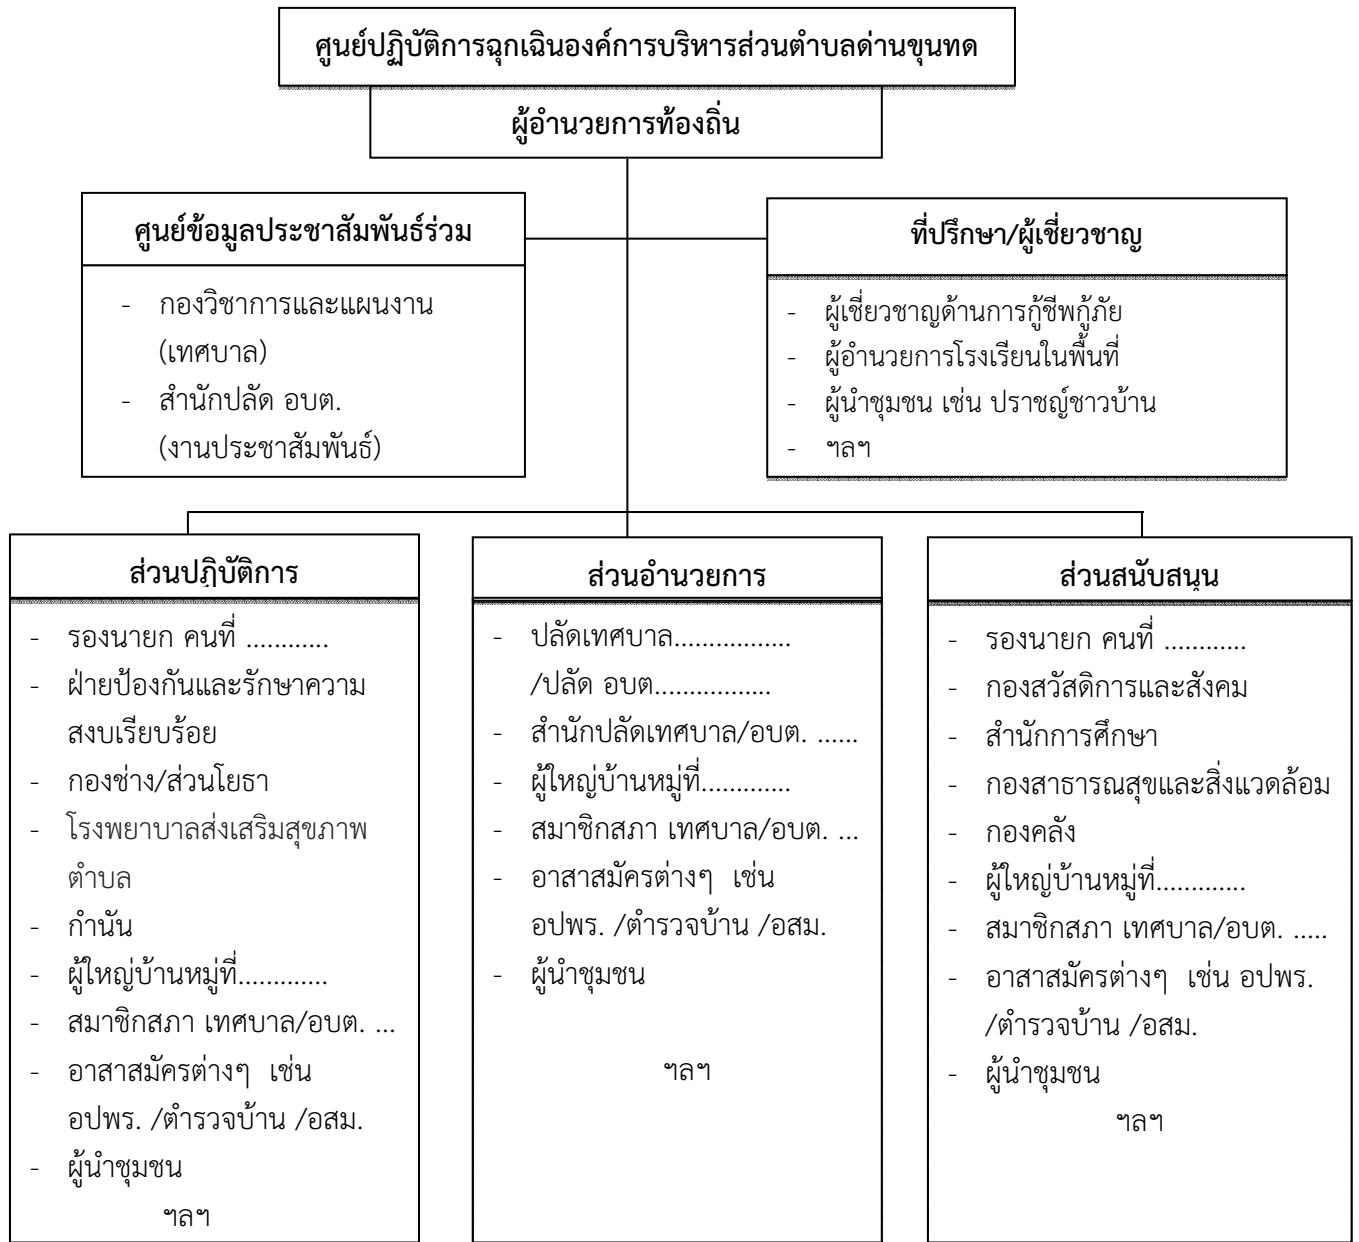 ศูนย์ปฏิบัติการฉุกเฉินองค์การบริหารส่วนตำบลด่านขุนทด
ผู้อำนวยการท้องถิ่น
ศูนย์ข้อมูลประชาสัมพันธ์ร่วม
- กองวิชาการและแผนงาน
(เทศบาล)
- สำนักปลัด อบต.
(งานประชาสัมพันธ์)
ที่ปรึกษา/ผู้เชี่ยวชาญ
- ผู้เชี่ยวชาญด้านการกู้ชีพกู้ภัย
- ผู้อำนวยการโรงเรียนในพื้นที่
- ผู้นำชุมชน เช่น ปราชญ์ชาวบ้าน
- ฯลฯ
ส่วนปฏิบัติการ
- รองนายก คนที่ ............
- ฝ่ายป้องกันและรักษาความ
สงบเรียบร้อย
- กองช่าง/ส่วนโยธา
- โรงพยาบาลส่งเสริมสุขภาพ
ตำบล
- กำนัน
- ผู้ใหญ่บ้านหมู่ที่.............
- สมาชิกสภา เทศบาล/อบต. ...
- อาสาสมัครต่างๆ เช่น
อปพร. /ตำรวจบ้าน /อสม.
- ผู้นำชุมชน
ฯลฯ
ส่วนอำนวยการ
- ปลัดเทศบาล.................
/ปลัด อบต.................
- สำนักปลัดเทศบาล/อบต. ......
- ผู้ใหญ่บ้านหมู่ที่.............
- สมาชิกสภา เทศบาล/อบต. ...
- อาสาสมัครต่างๆ เช่น
อปพร. /ตำรวจบ้าน /อสม.
- ผู้นำชุมชน
ฯลฯ
ส่วนสนับสนุน
- รองนายก คนที่ ............
- กองสวัสดิการและสังคม
- สำนักการศึกษา
- กองสาธารณสุขและสิ่งแวดล้อม
- กองคลัง
- ผู้ใหญ่บ้านหมู่ที่.............
- สมาชิกสภา เทศบาล/อบต. .....
- อาสาสมัครต่างๆ เช่น อปพร.
/ตำรวจบ้าน /อสม.
- ผู้นำชุมชน
ฯลฯ